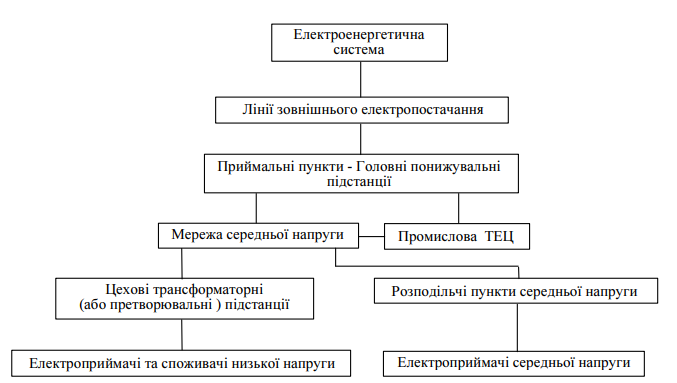 Електроенергетична
система
Лінії зовнішнього електропостачання
Приймальні пункти - Головні понижувальні
підстанції
Мережа середньої напруги
Промислова ТЕЦ
Цехові трансформаторні
(або претворювальні ) підстанції
Розподільчі пункти середньої напруги
Електроприймачі та споживачі низької напруги
Електроприймачі середньої напруги